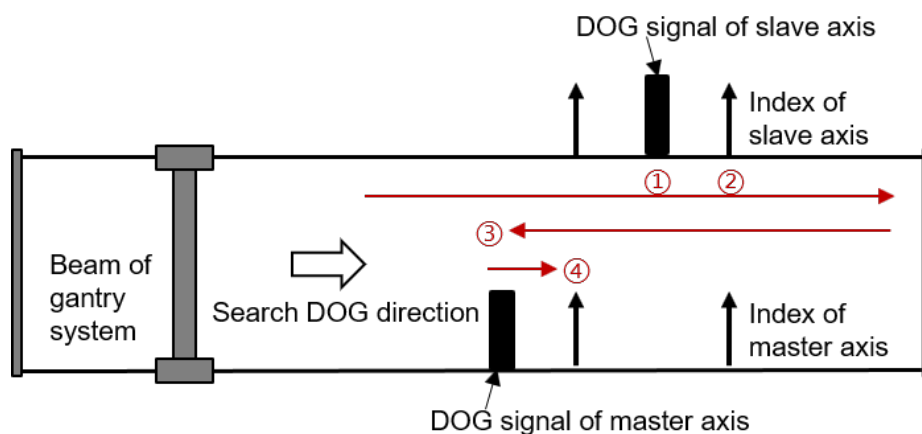 DOG signal of slave axis
Index of
slave axis
① ②
③
④
Beam of
gantry
system
Search DOG direction
Index of
master axis
DOG signal of master axis